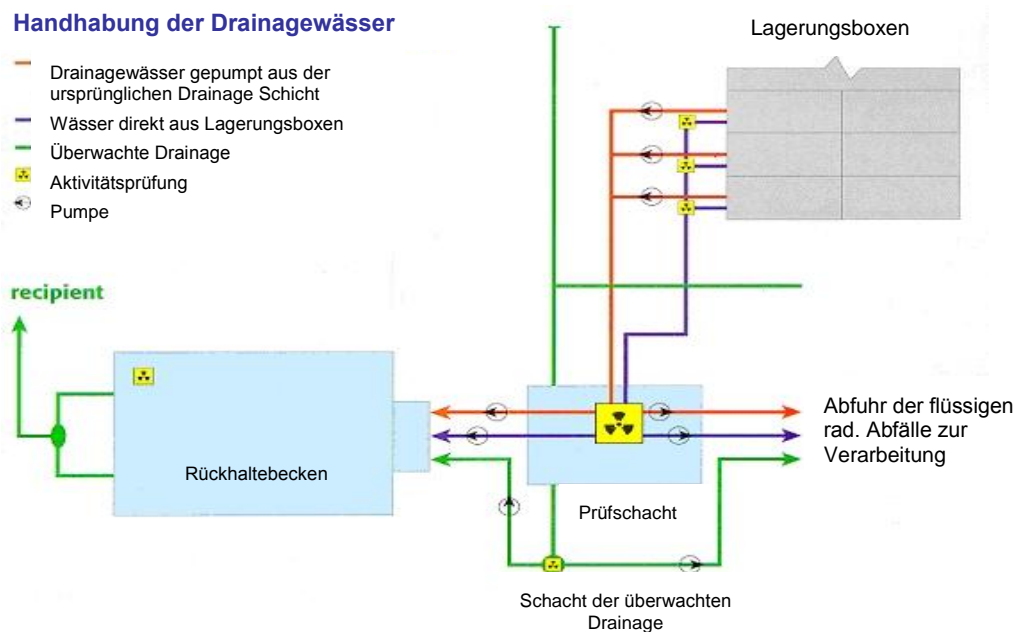 Handhabung der Drainagewässer
Drainagewässer gepumpt aus der
ursprünglichen Drainage Schicht
Wässer direkt aus Lagerungsboxen
Überwachte Drainage
Aktivitätsprüfung
Pumpe
Lagerungsboxen
recipient
Rückhaltebecken
Prüfschacht
Abfuhr der flüssigen
rad. Abfälle zur
Verarbeitung
Schacht der überwachten
Drainage